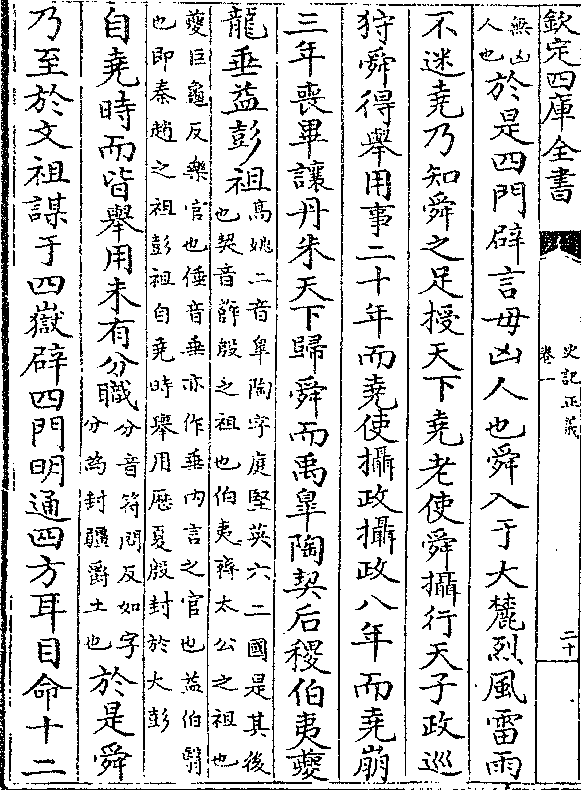 欽定四庫全書
史記正義
卷一
二十
無凶
人也
於是四門辟言毋凶人也舜入于大麓烈風雷雨
不迷堯乃知舜之足授天下堯老使舜攝行天子政巡
狩舜得舉用事二十年而堯使攝政攝政八年而堯崩
三年喪畢讓丹朱天下歸舜而禹臯陶契后稷伯夷夔
龍垂益彭祖
高姚二音臯陶字庭堅英六二國是其後
也契音薛殷之祖也伯夷齊太公之祖也
夔巨龜反樂官也倕音垂亦作垂内言之官也益伯翳
也即秦趙之祖彭祖自堯時舉用歴夏殷封於大彭
自堯時而皆舉用未有分職
分音符問反如字
分為封疆爵土也
於是舜
乃至於文祖謀于四嶽辟四門明通四方耳目命十二